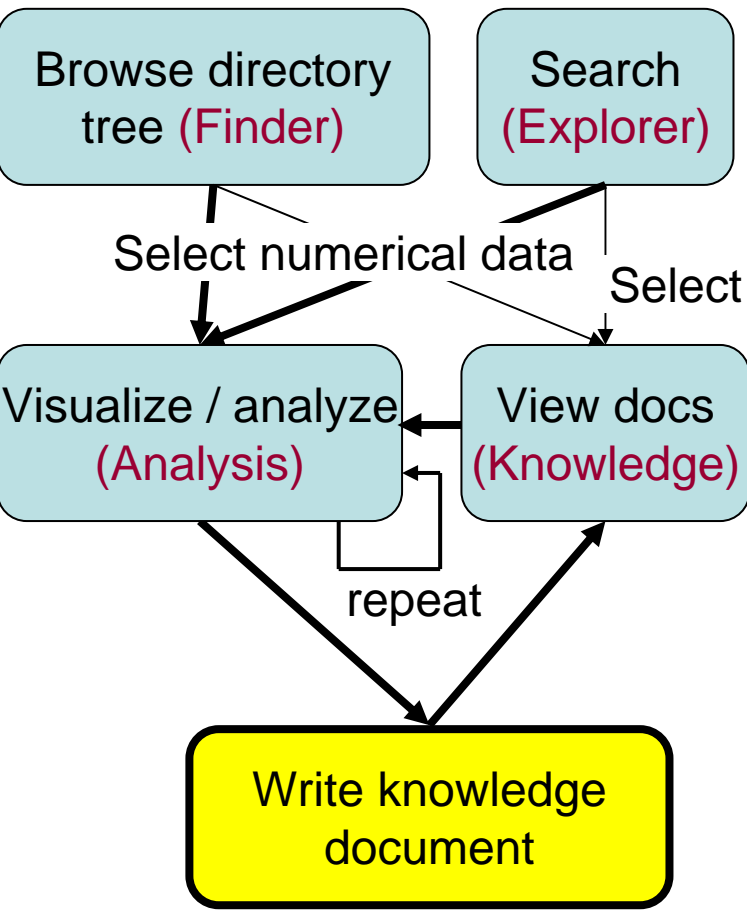 Browse directory
tree (Finder)
Search
(Explorer)
Select numerical data
Select
Visualize / analyze
(Analysis)
View docs
(Knowledge)
repeat
Write knowledge
document